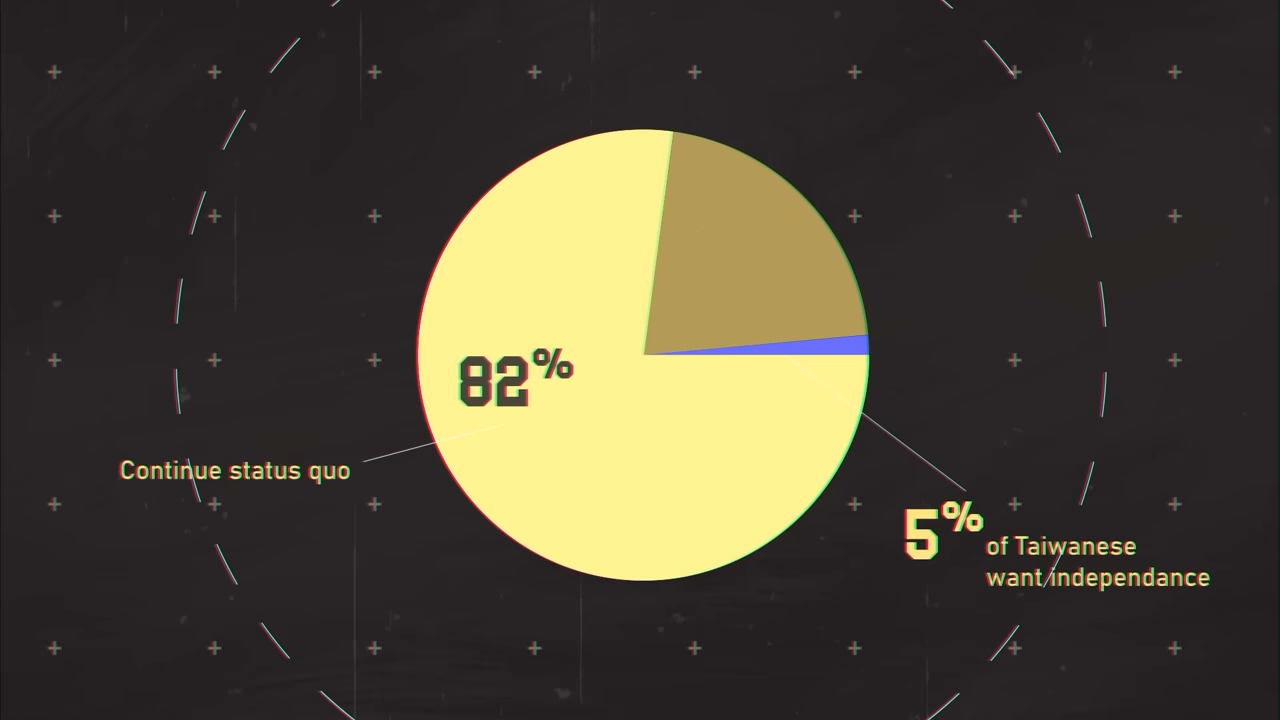 82%
Continue status quo
5%
of Taiwanese
want independance